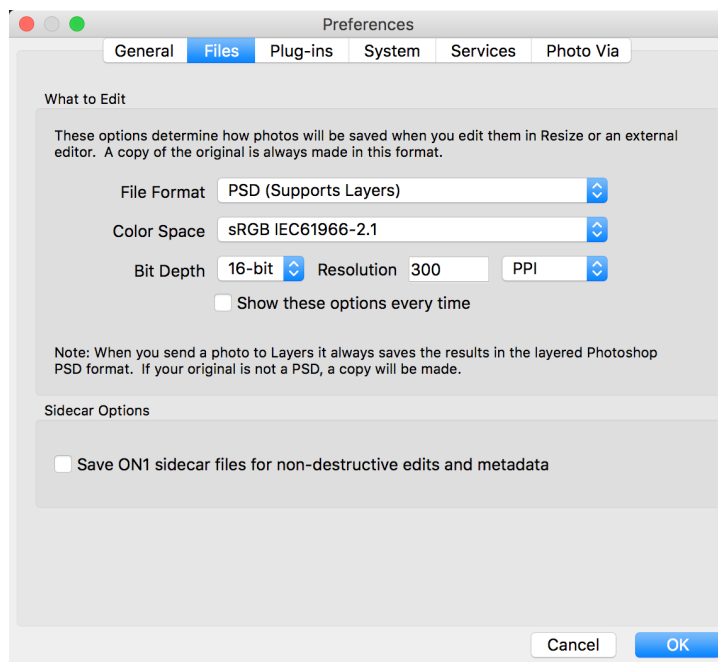 Preferences
General Files Plug-ins System Services Photo Via
What to Edit
These options determine how photos will be saved when you edit them in Resize or an external
editor. A copy of the original is always made in this format.
File Format PSD (Supports Layers)
Color Space sRGB IEC61966-2.1
Bit Depth 16-bit Resolution 300 PPI
Show these options every time
Note: When you send a photo to Layers it always saves the results in the layered Photoshop
PSD format. If your original is not a PSD, a copy will be made.
Sidecar Options
Save ON1 sidecar files for non-destructive edits and metadata
Cancel OK